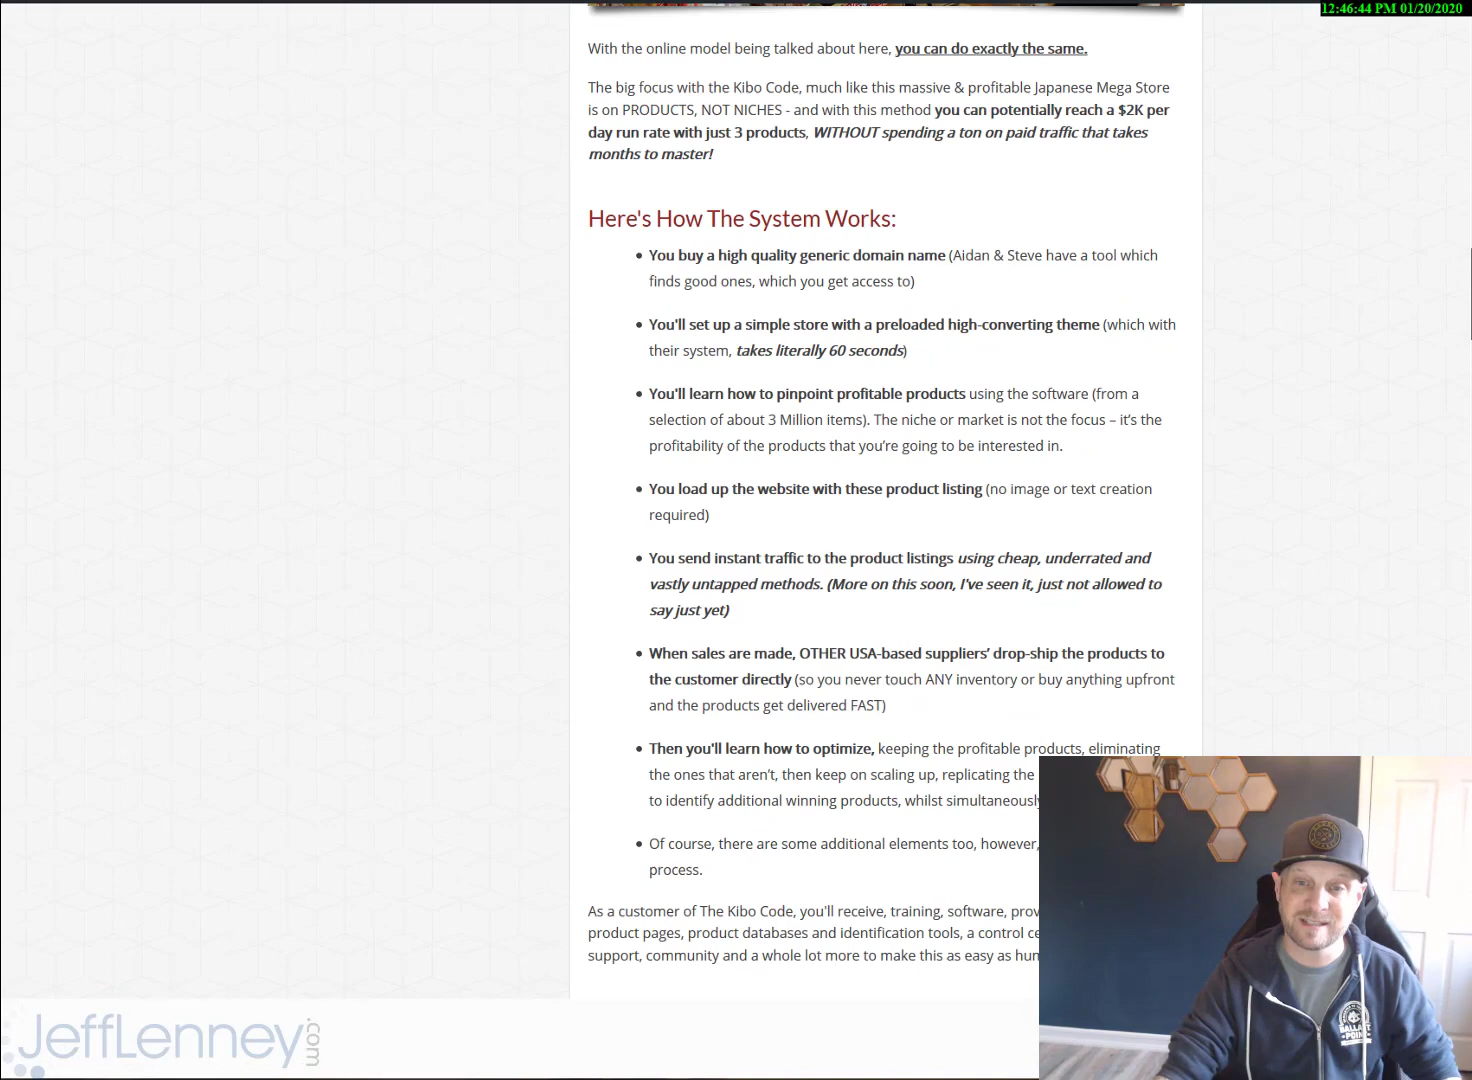 12:46:44 PM 01/20/2020
With the online model being talked about here, you can do exactly the same.
The big focus with the Kibo Code, much like this massive & profitable Japanese Mega Store
is on PRODUCTS, NOT NICHES - and with this method you can potentially reach a $2K per
day run rate with just 3 products, WITHOUT spending a ton on paid traffic that takes
months to master!
Here's How The System Works:
You buy a high quality generic domain name (Aidan & Steve have a tool which
finds good ones, which you get access to)
You'll set up a simple store with a preloaded high-converting theme (which with
their system, takes literally 60 seconds)
You'll learn how to pinpoint profitable products using the software (from a
selection of about 3 Million items). The niche or market is not the focus – it’s the
profitability of the products that you’re going to be interested in.
You load up the website with these product listing (no image or text creation
required)
You send instant traffic to the product listings using cheap, underrated and
vastly untapped methods. (More on this soon, I've seen it, just not allowed to
say just yet)
When sales are made, OTHER USA-based suppliers’ drop-ship the products to
the customer directly (so you never touch ANY inventory or buy anything upfront
and the products get delivered FAST)
Then you'll learn how to optimize, keeping the profitable products, eliminating
the ones that aren’t, then keep on scaling up, replicating the
to identify additional winning products, whilst simultaneously
Of course, there are some additional elements too, however,
process.
As a customer of The Kibo Code, you'll receive, training, software,
product pages, product databases and identification tools, a control
support, community and a whole lot more to make this as easy as
JeffLenney.com
BALLAST
POINT